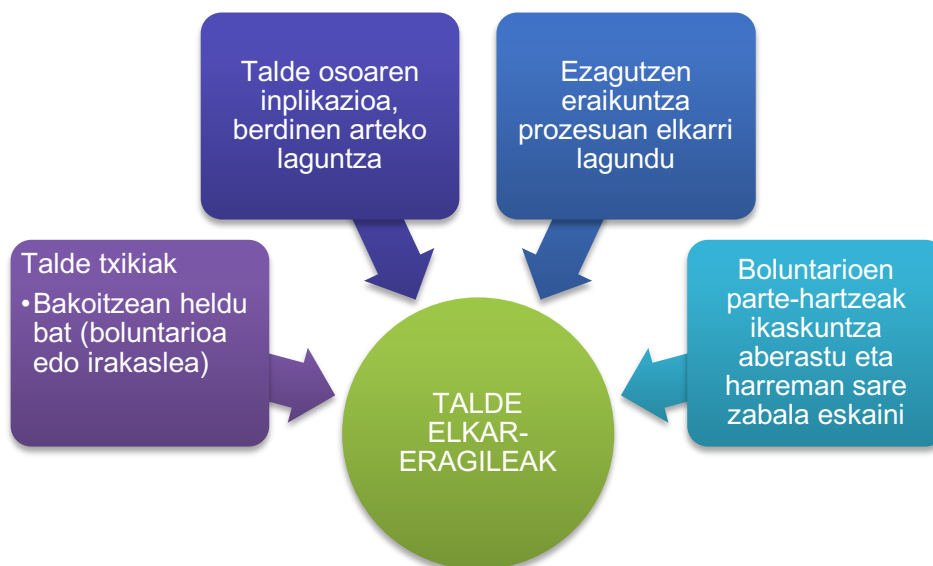 Talde txikiak
•Bakoitzean heldu
bat (boluntarioa
edo irakaslea)
Talde osoaren
inplikazioa,
berdinen arteko
laguntza
Ezagutzen
eraikuntza
prozesuan elkarri
lagundu
Boluntarioen
parte-hartzeak
ikaskuntza
aberastu eta
harreman sare
zabala eskaini
TALDE
ELKAR-
ERAGILEAK